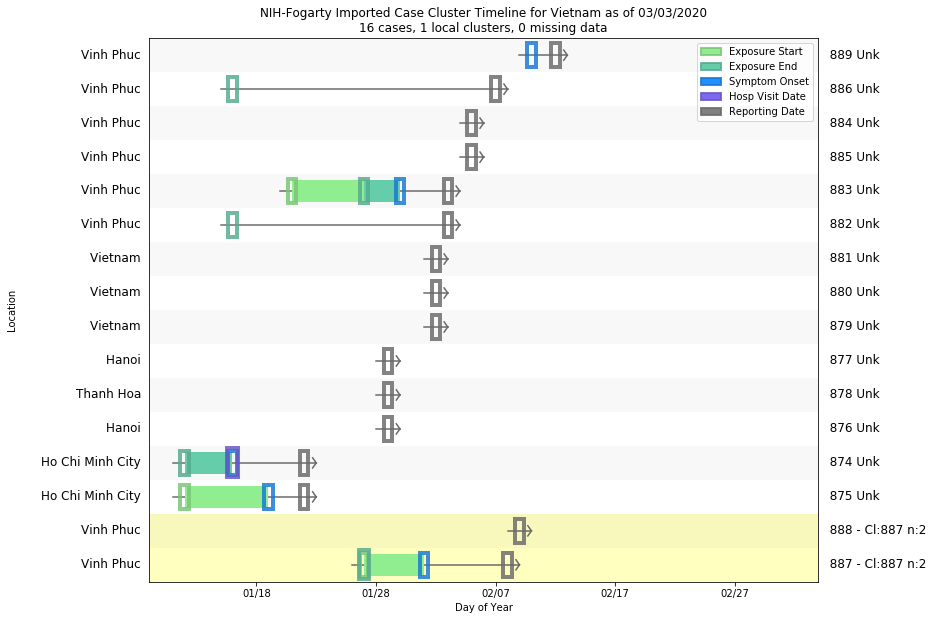 NIH-Fogarty Imported Case Cluster Timeline for Vietnam as of 03/03/2020
16 cases, 1 local clusters, 0 missing data
Exposure Start
Exposure End
Symptom Onset
Hosp Visit Date
Reporting Date
Vinh Phuc 889 Unk
Vinh Phuc 886 Unk
Vinh Phuc 884 Unk
Vinh Phuc 885 Unk
Vinh Phuc 883 Unk
Vinh Phuc 882 Unk
Vietnam 881 Unk
Vietnam 880 Unk
Vietnam 879 Unk
Hanoi 877 Unk
Thanh Hoa 878 Unk
Hanoi 876 Unk
Ho Chi Minh City 874 Unk
Ho Chi Minh City 875 Unk
Vinh Phuc 888 - Cl:887 n:2
Vinh Phuc 887 - Cl:887 n:2
Location
01/18 01/28 02/07 02/17 02/27
Day of Year